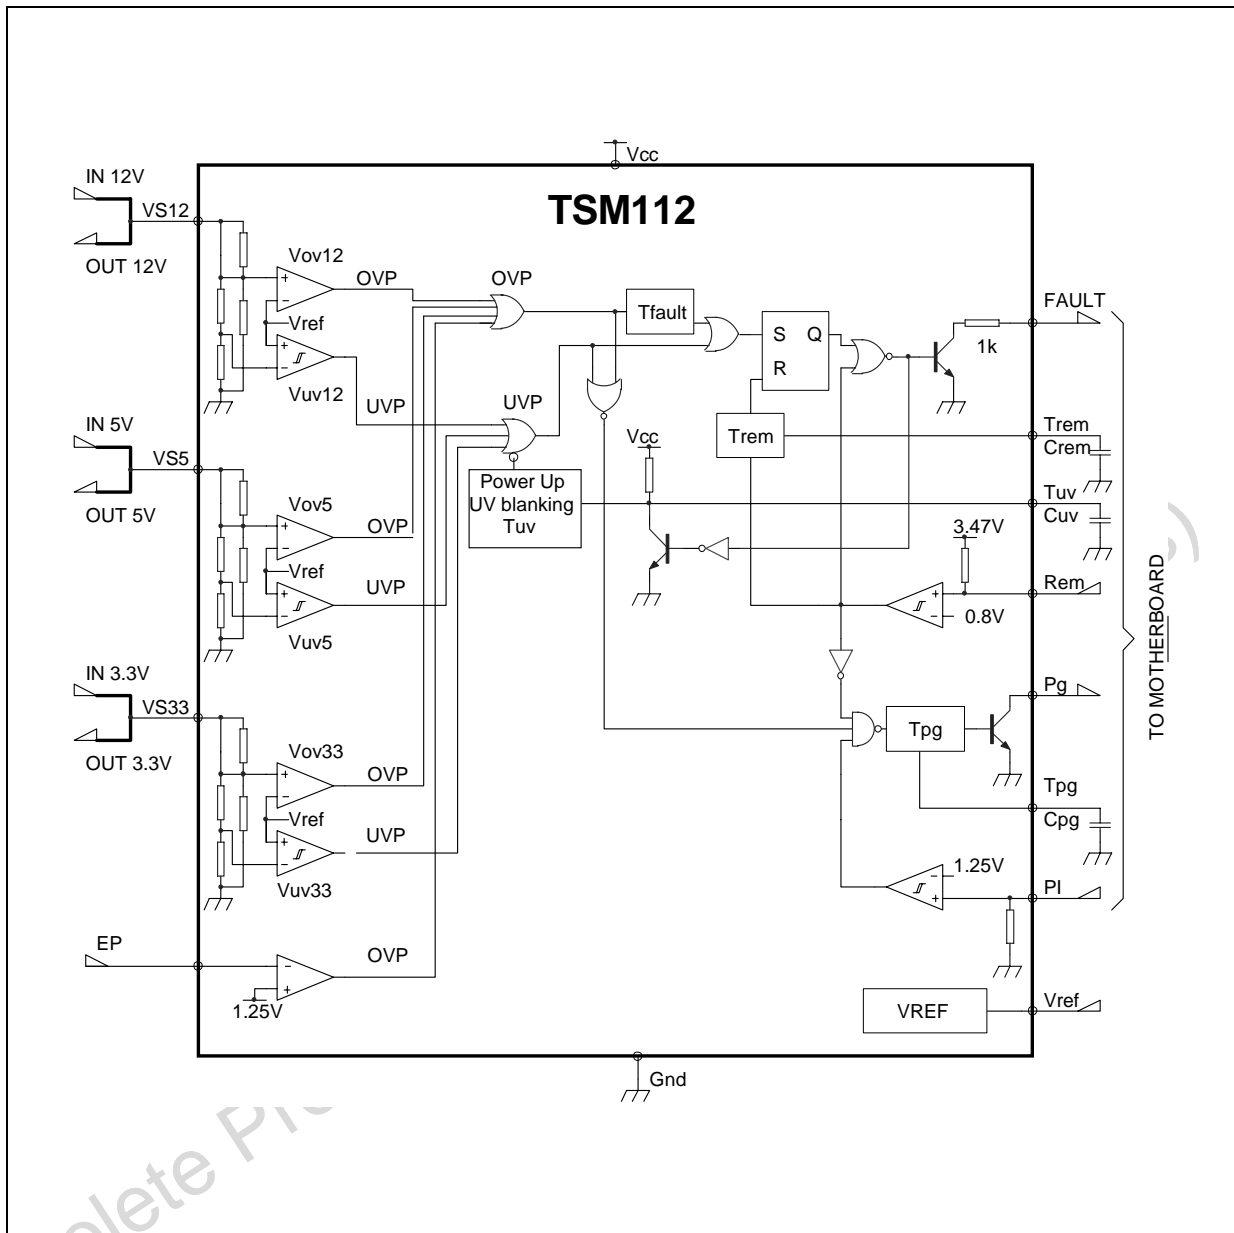 Vcc
TSM112
IN 12V
VS12
OUT 12V
Vov12
+
−
OVP
OVP
Vref
+
−
Vuv12
UVP
UVP
Tfault
S Q
R
FAULT
1k
Trem
Trem
Crem
Vcc
Power Up
UV blanking
Tuv
Tuv
Cuv
IN 5V
VS5
OUT 5V
Vov5
+
−
OVP
Vref
+
−
Vuv5
UVP
3.47V
Rem
+
−
0.8V
TO MOTHERBOARD
IN 3.3V
VS33
OUT 3.3V
Vov33
+
−
OVP
Vref
+
−
Vuv33
UVP
Pg
Tpg
Tpg
Cpg
−
1.25V
+
PI
EP
−
+
OVP
1.25V
VREF
Vref
Gnd